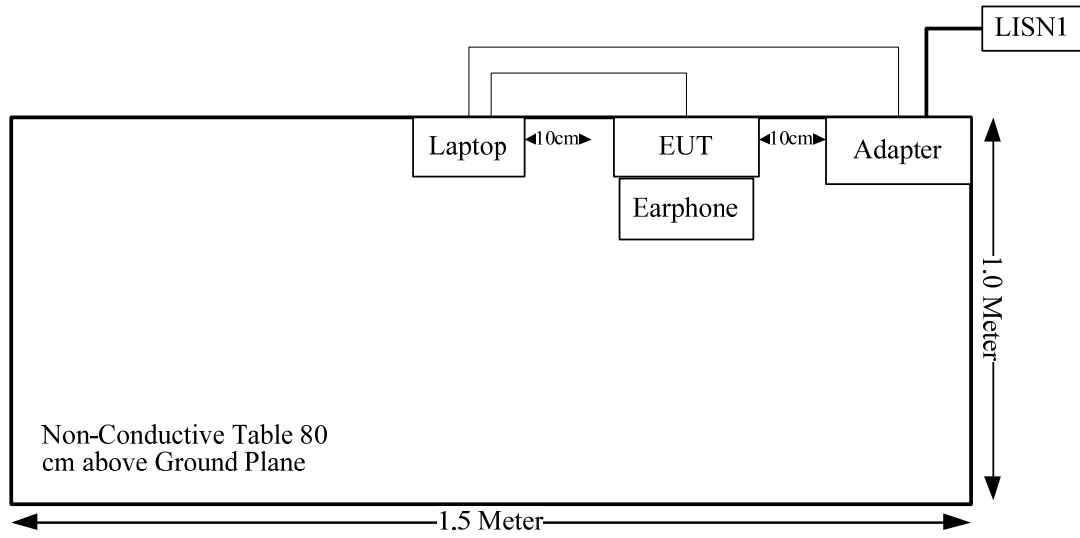 LISN1
Laptop
10cm
EUT
10cm
Adapter
Earphone
1.0 Meter
Non-Conductive Table 80
cm above Ground Plane
1.5 Meter